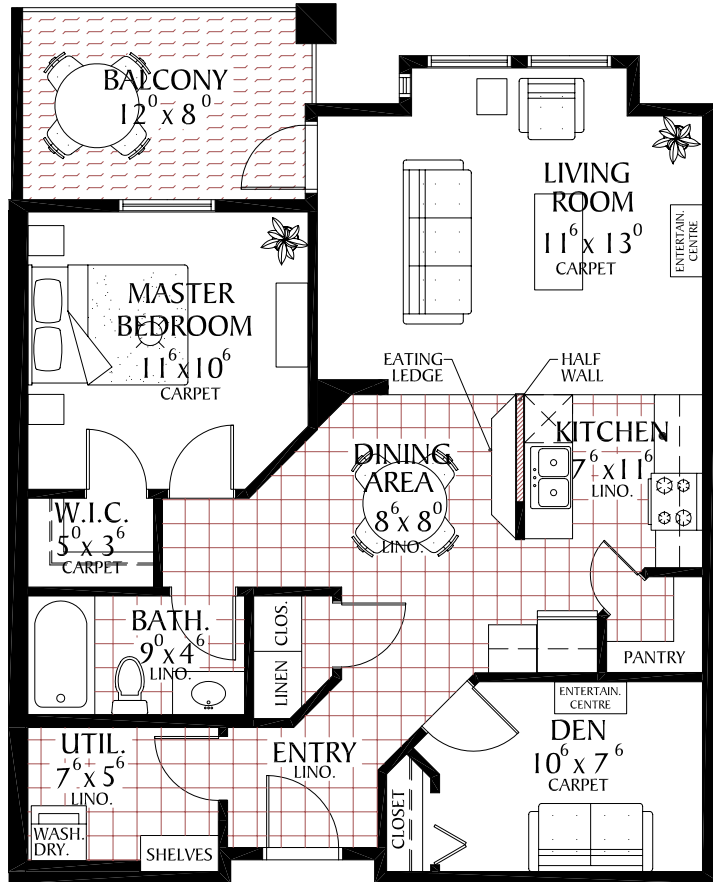 BALCONY
12⁰ x 8⁰
LIVING
ROOM
11⁶ x 13⁰
CARPET
ENTERTAIN.
CENTRE
MASTER
BEDROOM
11⁶ x 10⁶
CARPET
EATING
LEDGE
HALF
WALL
KITCHEN
7⁶ x 11⁶
LINO.
DINING
AREA
8⁶ x 8⁰
LINO.
W.I.C.
5⁰ x 3⁶
CARPET
BATH.
9⁰ x 4⁶
LINO.
CLOS.
LINEN
PANTRY
ENTERTAIN.
CENTRE
DEN
10⁶ x 7⁶
CARPET
UTIL.
7⁶ x 5⁶
LINO.
ENTRY
LINO.
CLOSET
WASH.
DRY.
SHELVES